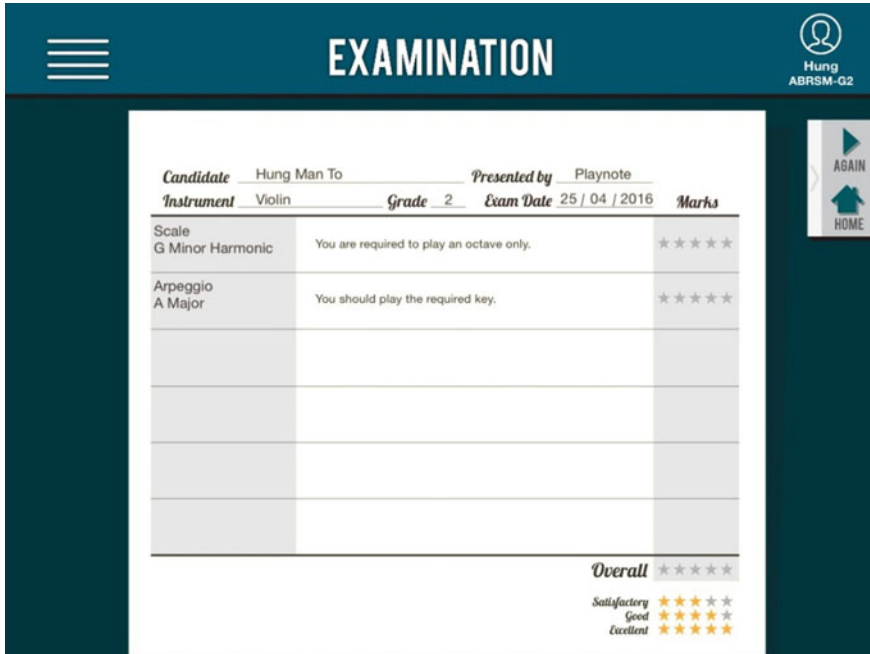 EXAMINATION
Hung
ABRSM-G2
AGAIN
HOME
Candidate Hung Man To Presented by Playnote
Instrument Violin Grade 2 Exam Date 25 / 04 / 2016 Marks
Scale
G Minor Harmonic You are required to play an octave only.
Arpeggio
A Major You should play the required key.
Overall
Satisfactory
Good
Excellent